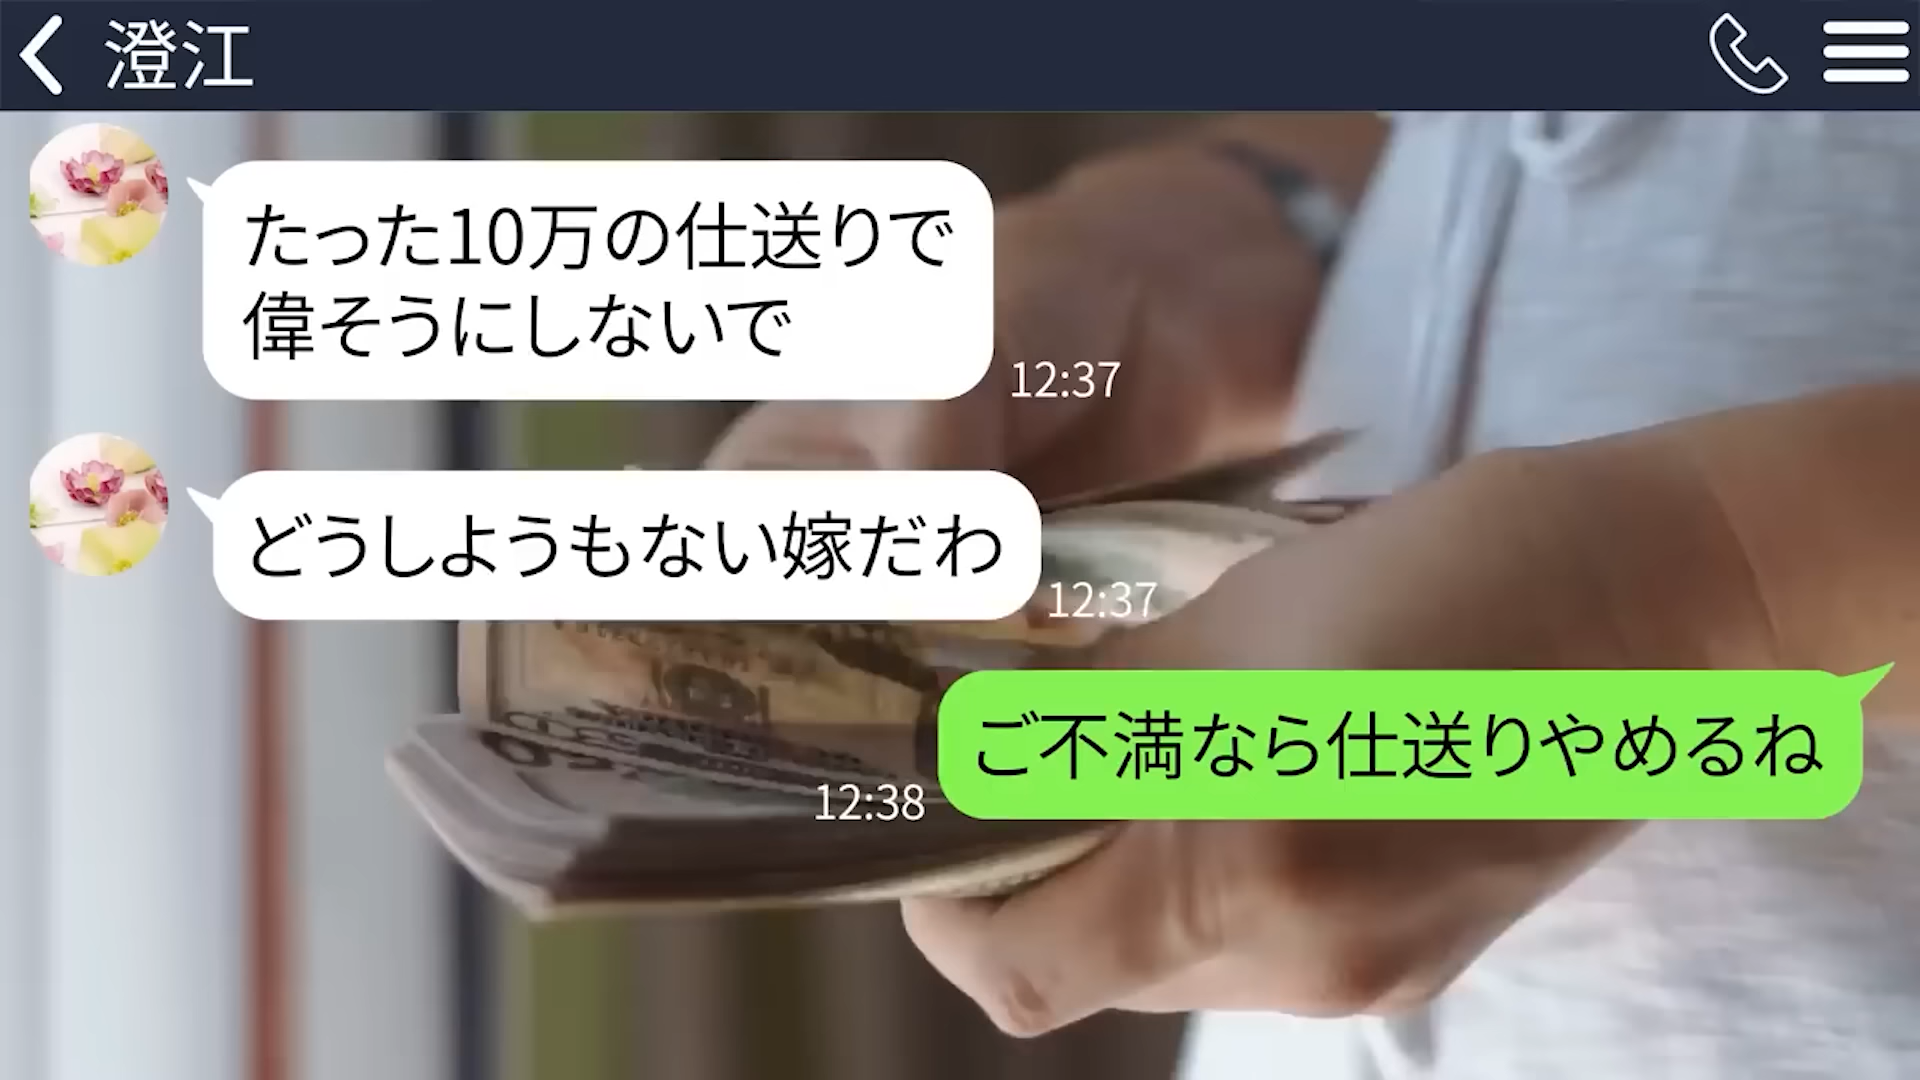 澄江
たった10万の仕送りで
偉そうにしないで
12:37
どうしようもない嫁だわ
12:37
ご不満なら仕送りやめるね
12:38